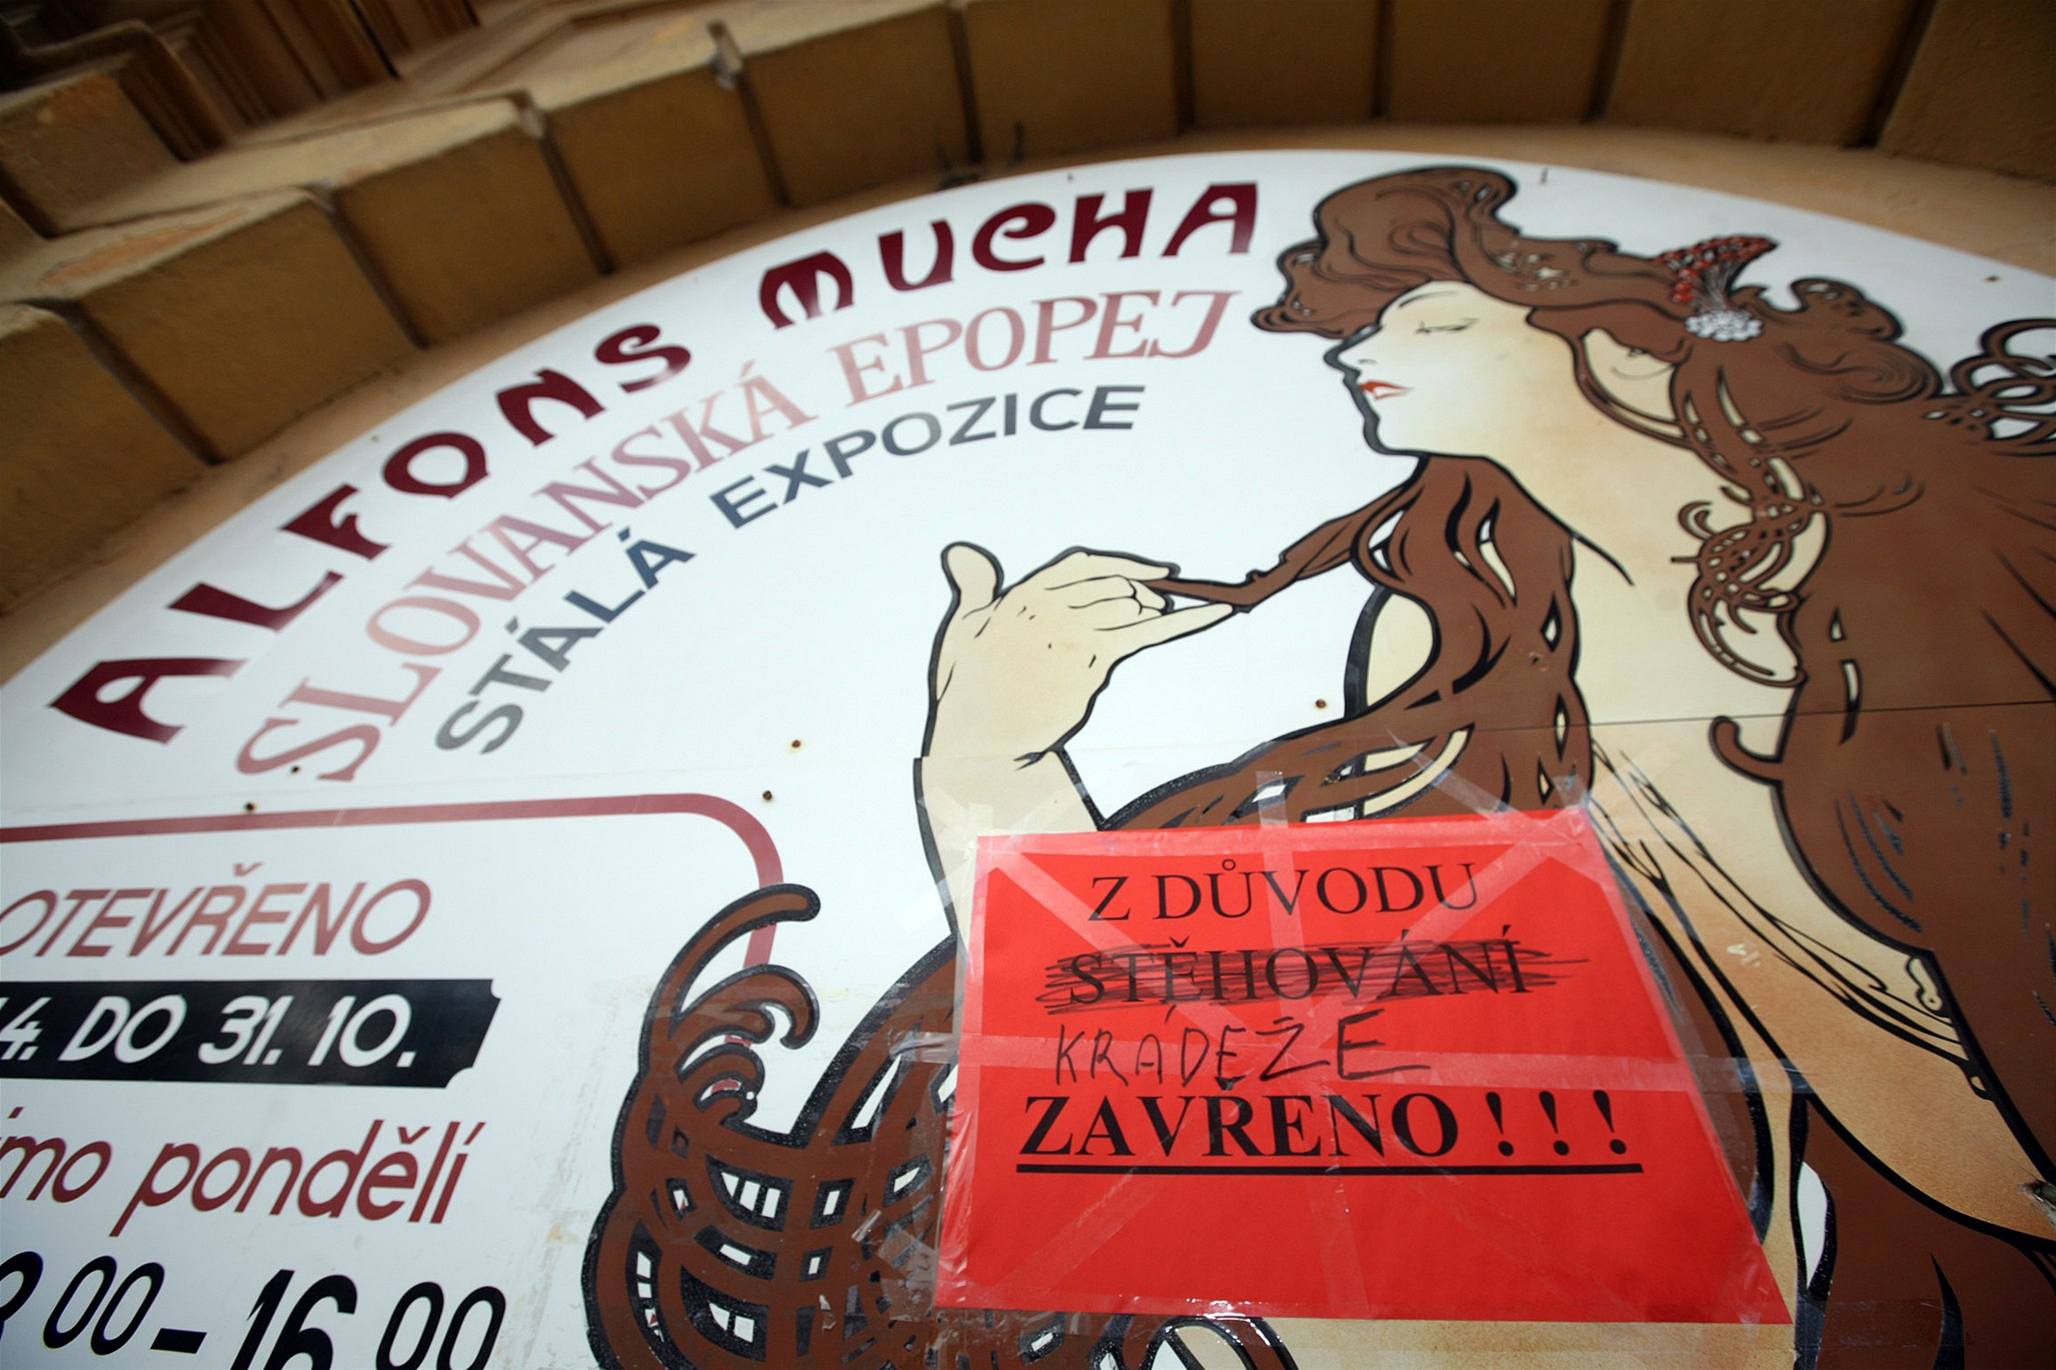 ALFONS MUCHA
SLOVANSKÁ EPOPEJ
STÁLÁ EXPOZICE
OTEVŘENO
4. DO 31. 10.
pondělí
00 - 16 00
Z DŮVODU
STĚHOVÁNÍ
KRÁDEŽE
ZAVŘENO!!!